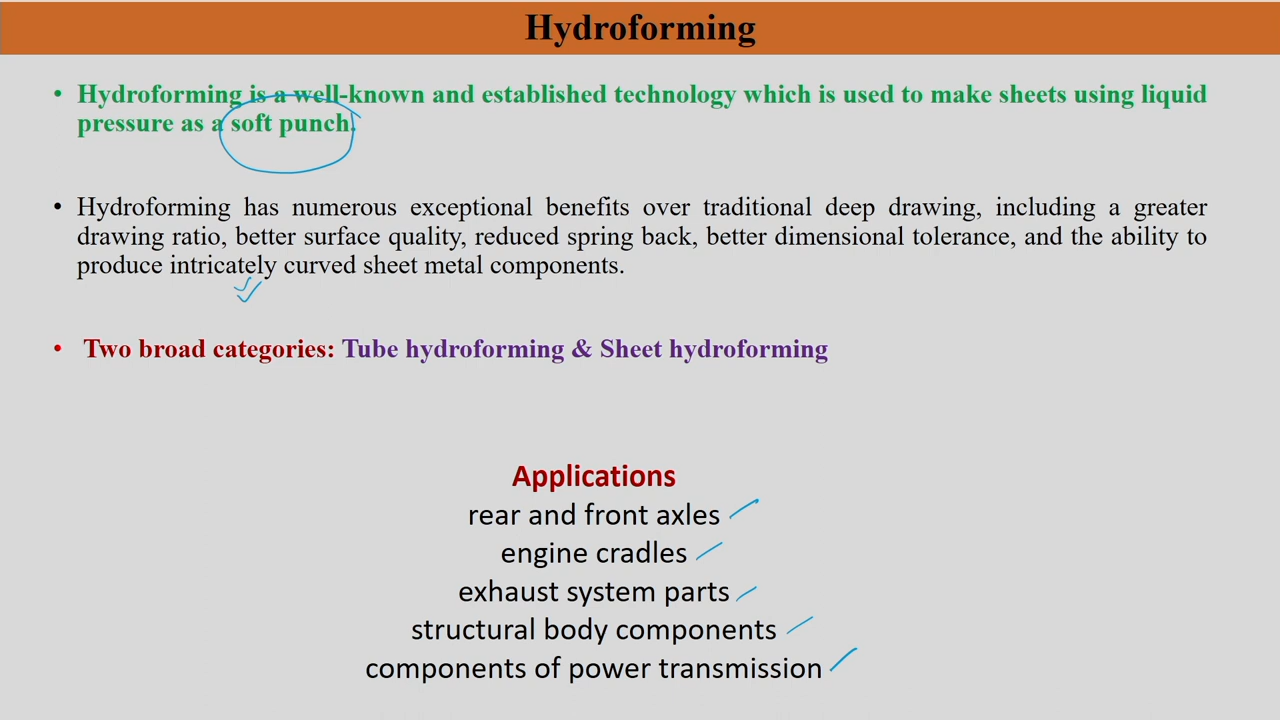 Hydroforming
• Hydroforming is a well-known and established technology which is used to make sheets using liquid
pressure as a soft punch.
• Hydroforming has numerous exceptional benefits over traditional deep drawing, including a greater
drawing ratio, better surface quality, reduced spring back, better dimensional tolerance, and the ability to
produce intricately curved sheet metal components.
• Two broad categories: Tube hydroforming & Sheet hydroforming
Applications
rear and front axles
engine cradles
exhaust system parts
structural body components
components of power transmission